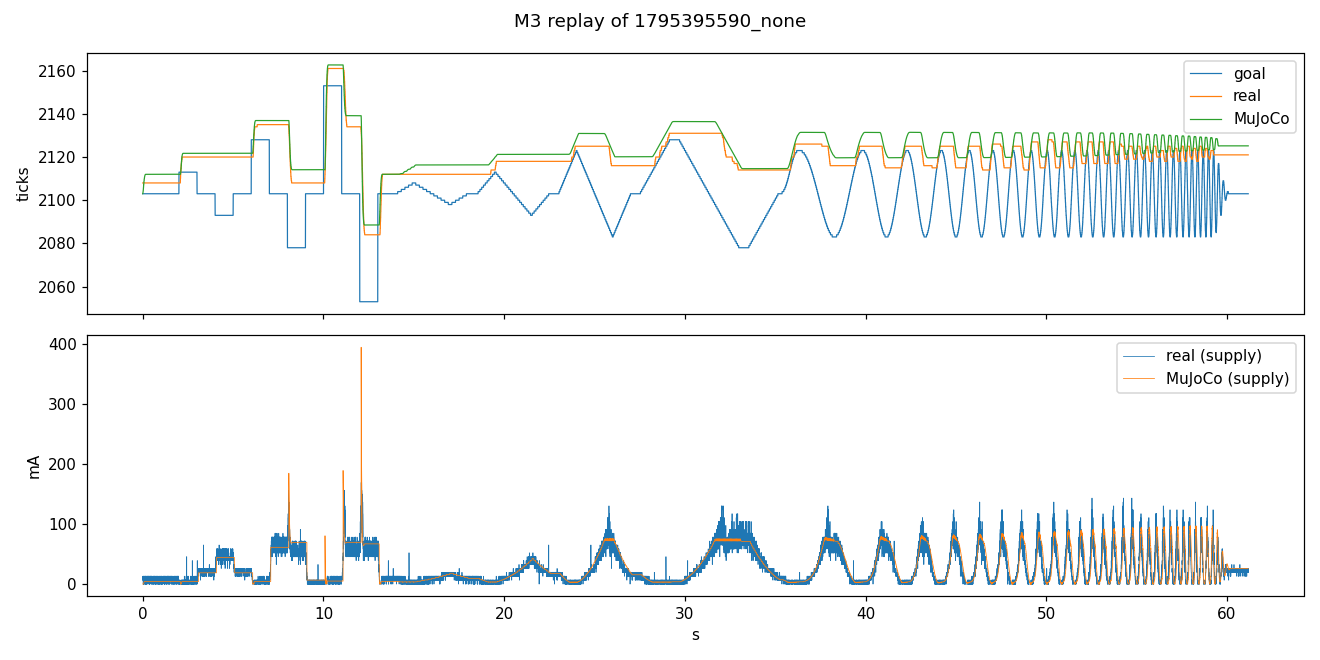 M3 replay of 1795395590_none
2160
2140
2120
2100
2080
2060
ticks
goal
real
MuJoCo
400
300
200
100
0
mA
real (supply)
MuJoCo (supply)
0 10 20 30 40 50 60
s